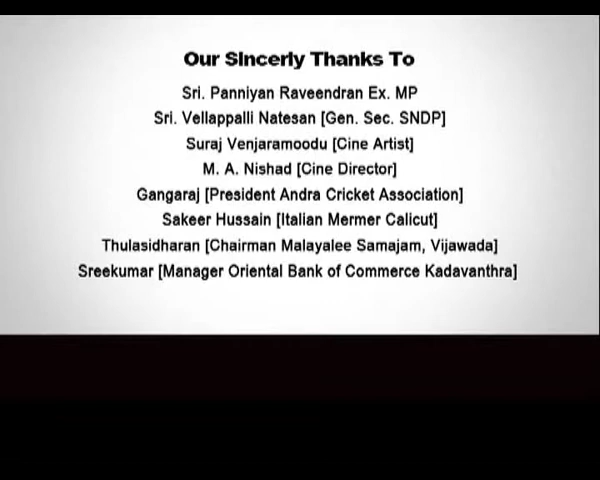 Our SIncerly Thanks To
Sri. Panniyan Raveendran Ex. MP
Sri. Vellappalli Natesan [Gen. Sec. SNDP]
Suraj Venjaramoodu [Cine Artist]
M. A. Nishad [Cine Director]
Gangaraj [President Andra Cricket Association]
Sakeer Hussain [Italian Mermer Calicut]
Thulasidharan [Chairman Malayalee Samajam, Vijawada]
Sreekumar [Manager Oriental Bank of Commerce Kadavanthra]